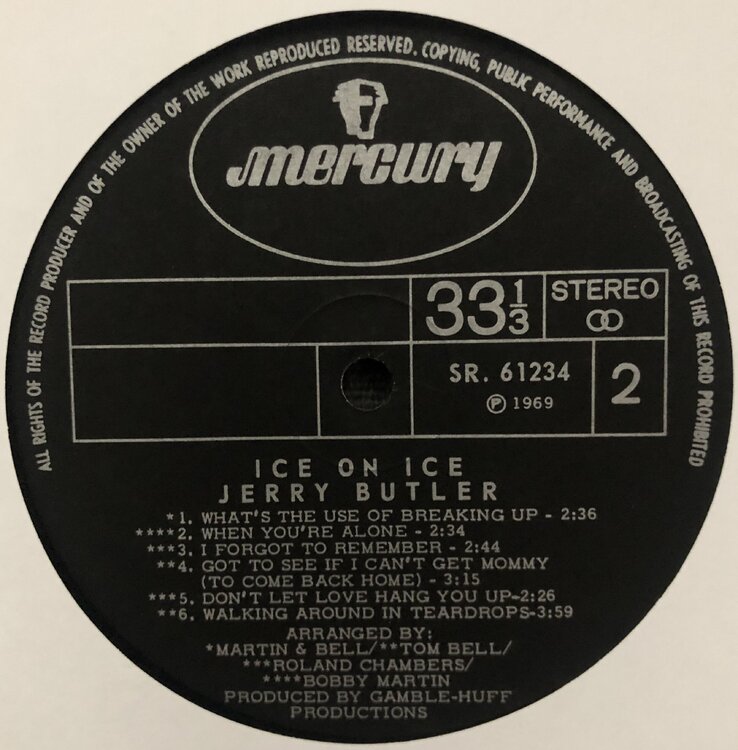 ALL RIGHTS OF THE RECORD PRODUCER AND OF THE OWNER OF THE WORK REPRODUCED RESERVED. COPYING, PUBLIC PERFORMANCE AND BROADCASTING OF THIS RECORD PROHIBITED
mercury
33 1/3
STEREO
SR. 61234
℗ 1969
2
ICE ON ICE
JERRY BUTLER
*1. WHAT'S THE USE OF BREAKING UP - 2:36
****2. WHEN YOU'RE ALONE - 2:34
***3. I FORGOT TO REMEMBER - 2:44
**4. GOT TO SEE IF I CAN'T GET MOMMY
(TO COME BACK HOME) - 3:15
***5. DON'T LET LOVE HANG YOU UP-2:26
**6. WALKING AROUND IN TEARDROPS-3:59
ARRANGED BY:
*MARTIN & BELL/**TOM BELL/
***ROLAND CHAMBERS/
****BOBBY MARTIN
PRODUCED BY GAMBLE-HUFF
PRODUCTIONS